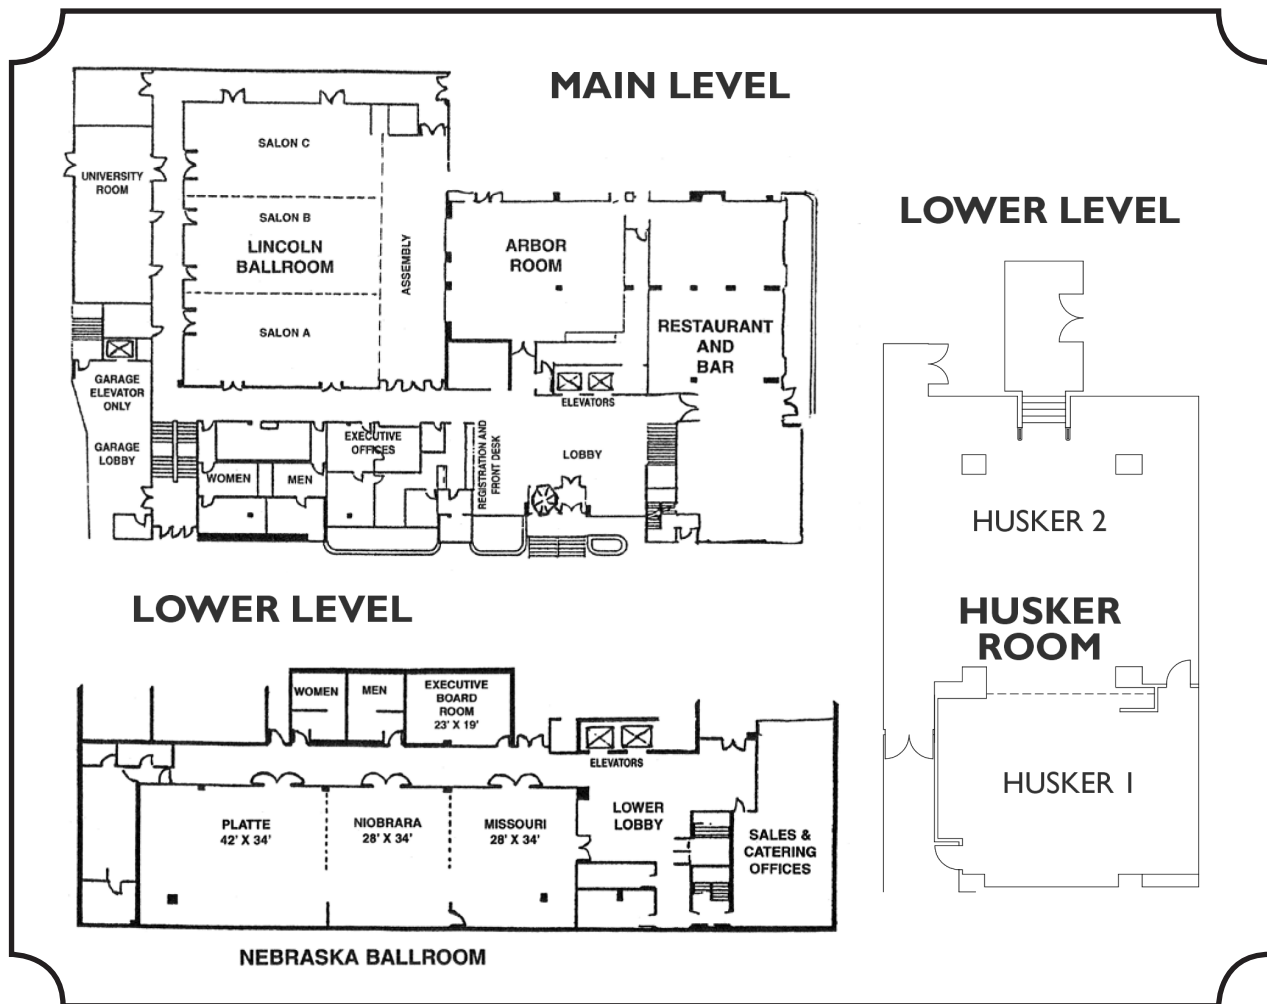 MAIN LEVEL
SALON C
UNIVERSITY
ROOM
SALON B
LINCOLN
BALLROOM
ASSEMBLY
SALON A
ARBOR
ROOM
RESTAURANT
AND
BAR
GARAGE
ELEVATOR
ONLY
GARAGE
LOBBY
ELEVATORS
WOMEN
MEN
EXECUTIVE
OFFICES
REGISTRATION AND
FRONT DESK
LOBBY
LOWER LEVEL
HUSKER 2
HUSKER
ROOM
HUSKER 1
LOWER LEVEL
WOMEN
MEN
EXECUTIVE
BOARD
ROOM
23' X 19'
ELEVATORS
PLATTE
42' X 34'
NIOBRARA
28' X 34'
MISSOURI
28' X 34'
LOWER
LOBBY
SALES &
CATERING
OFFICES
NEBRASKA BALLROOM